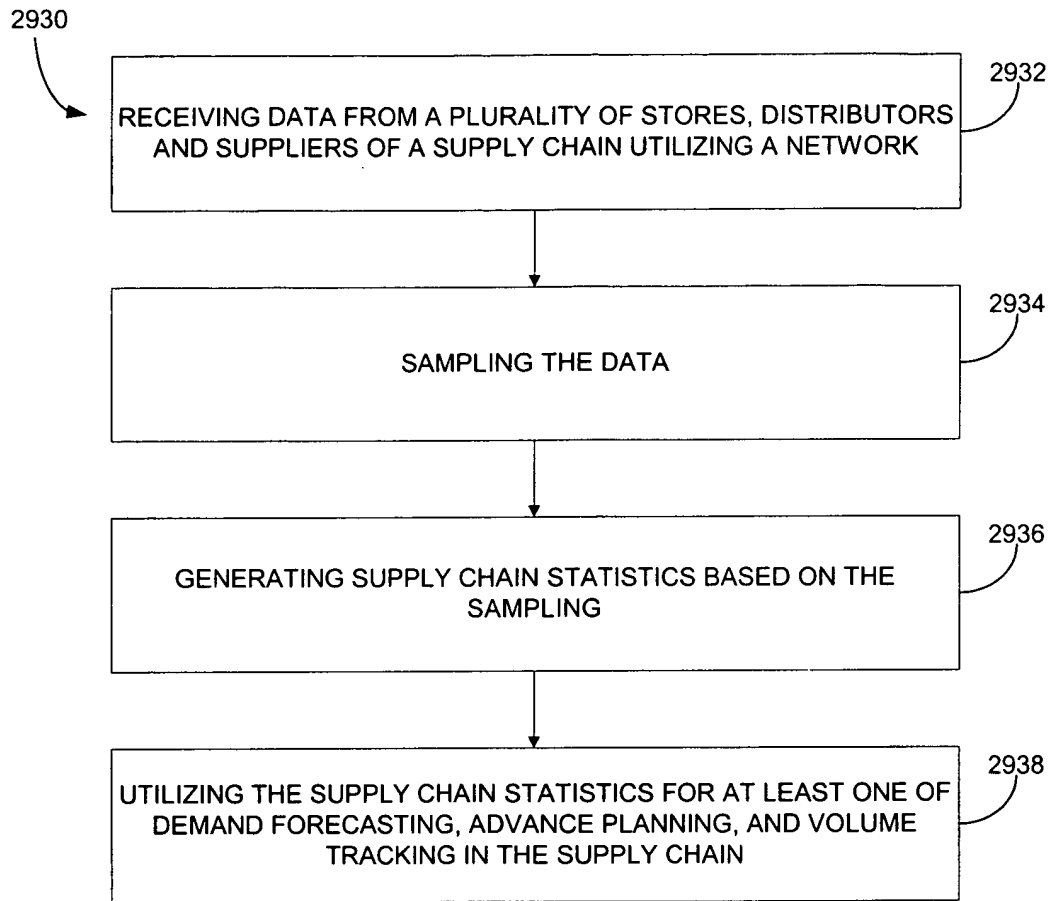 2930
2932
RECEIVING DATA FROM A PLURALITY OF STORES, DISTRIBUTORS
AND SUPPLIERS OF A SUPPLY CHAIN UTILIZING A NETWORK
2934
SAMPLING THE DATA
2936
GENERATING SUPPLY CHAIN STATISTICS BASED ON THE
SAMPLING
2938
UTILIZING THE SUPPLY CHAIN STATISTICS FOR AT LEAST ONE OF
DEMAND FORECASTING, ADVANCE PLANNING, AND VOLUME
TRACKING IN THE SUPPLY CHAIN